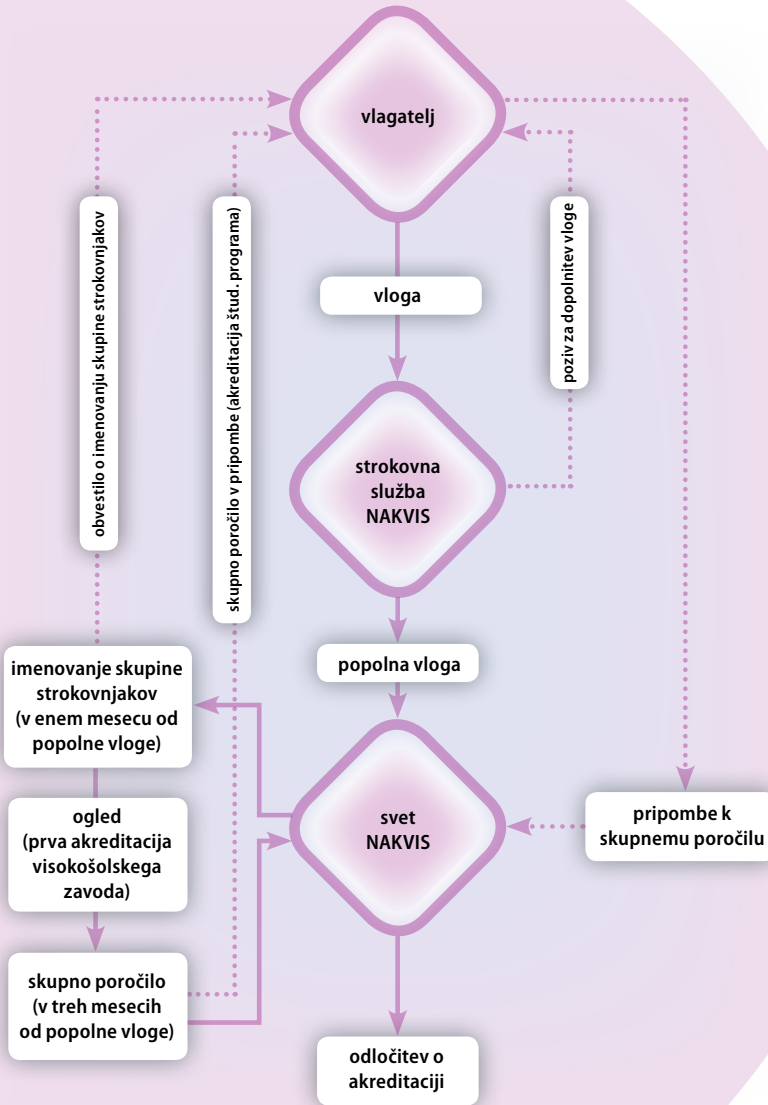 vlagatelj
obvestilo o imenovanju skupine strokovnjakov
skupno poročilo v pripombe (akreditacija štud. programa)
poziv za dopolnitev vloge
vloga
strokovna
služba
NAKVIS
popolna vloga
imenovanje skupine
strokovnjakov
(v enem mesecu od
popolne vloge)
ogled
(prva akreditacija
visokošolskega
zavoda)
svet
NAKVIS
pripombe k
skupnemu poročilu
skupno poročilo
(v treh mesecih
od popolne vloge)
odločitev o
akreditaciji